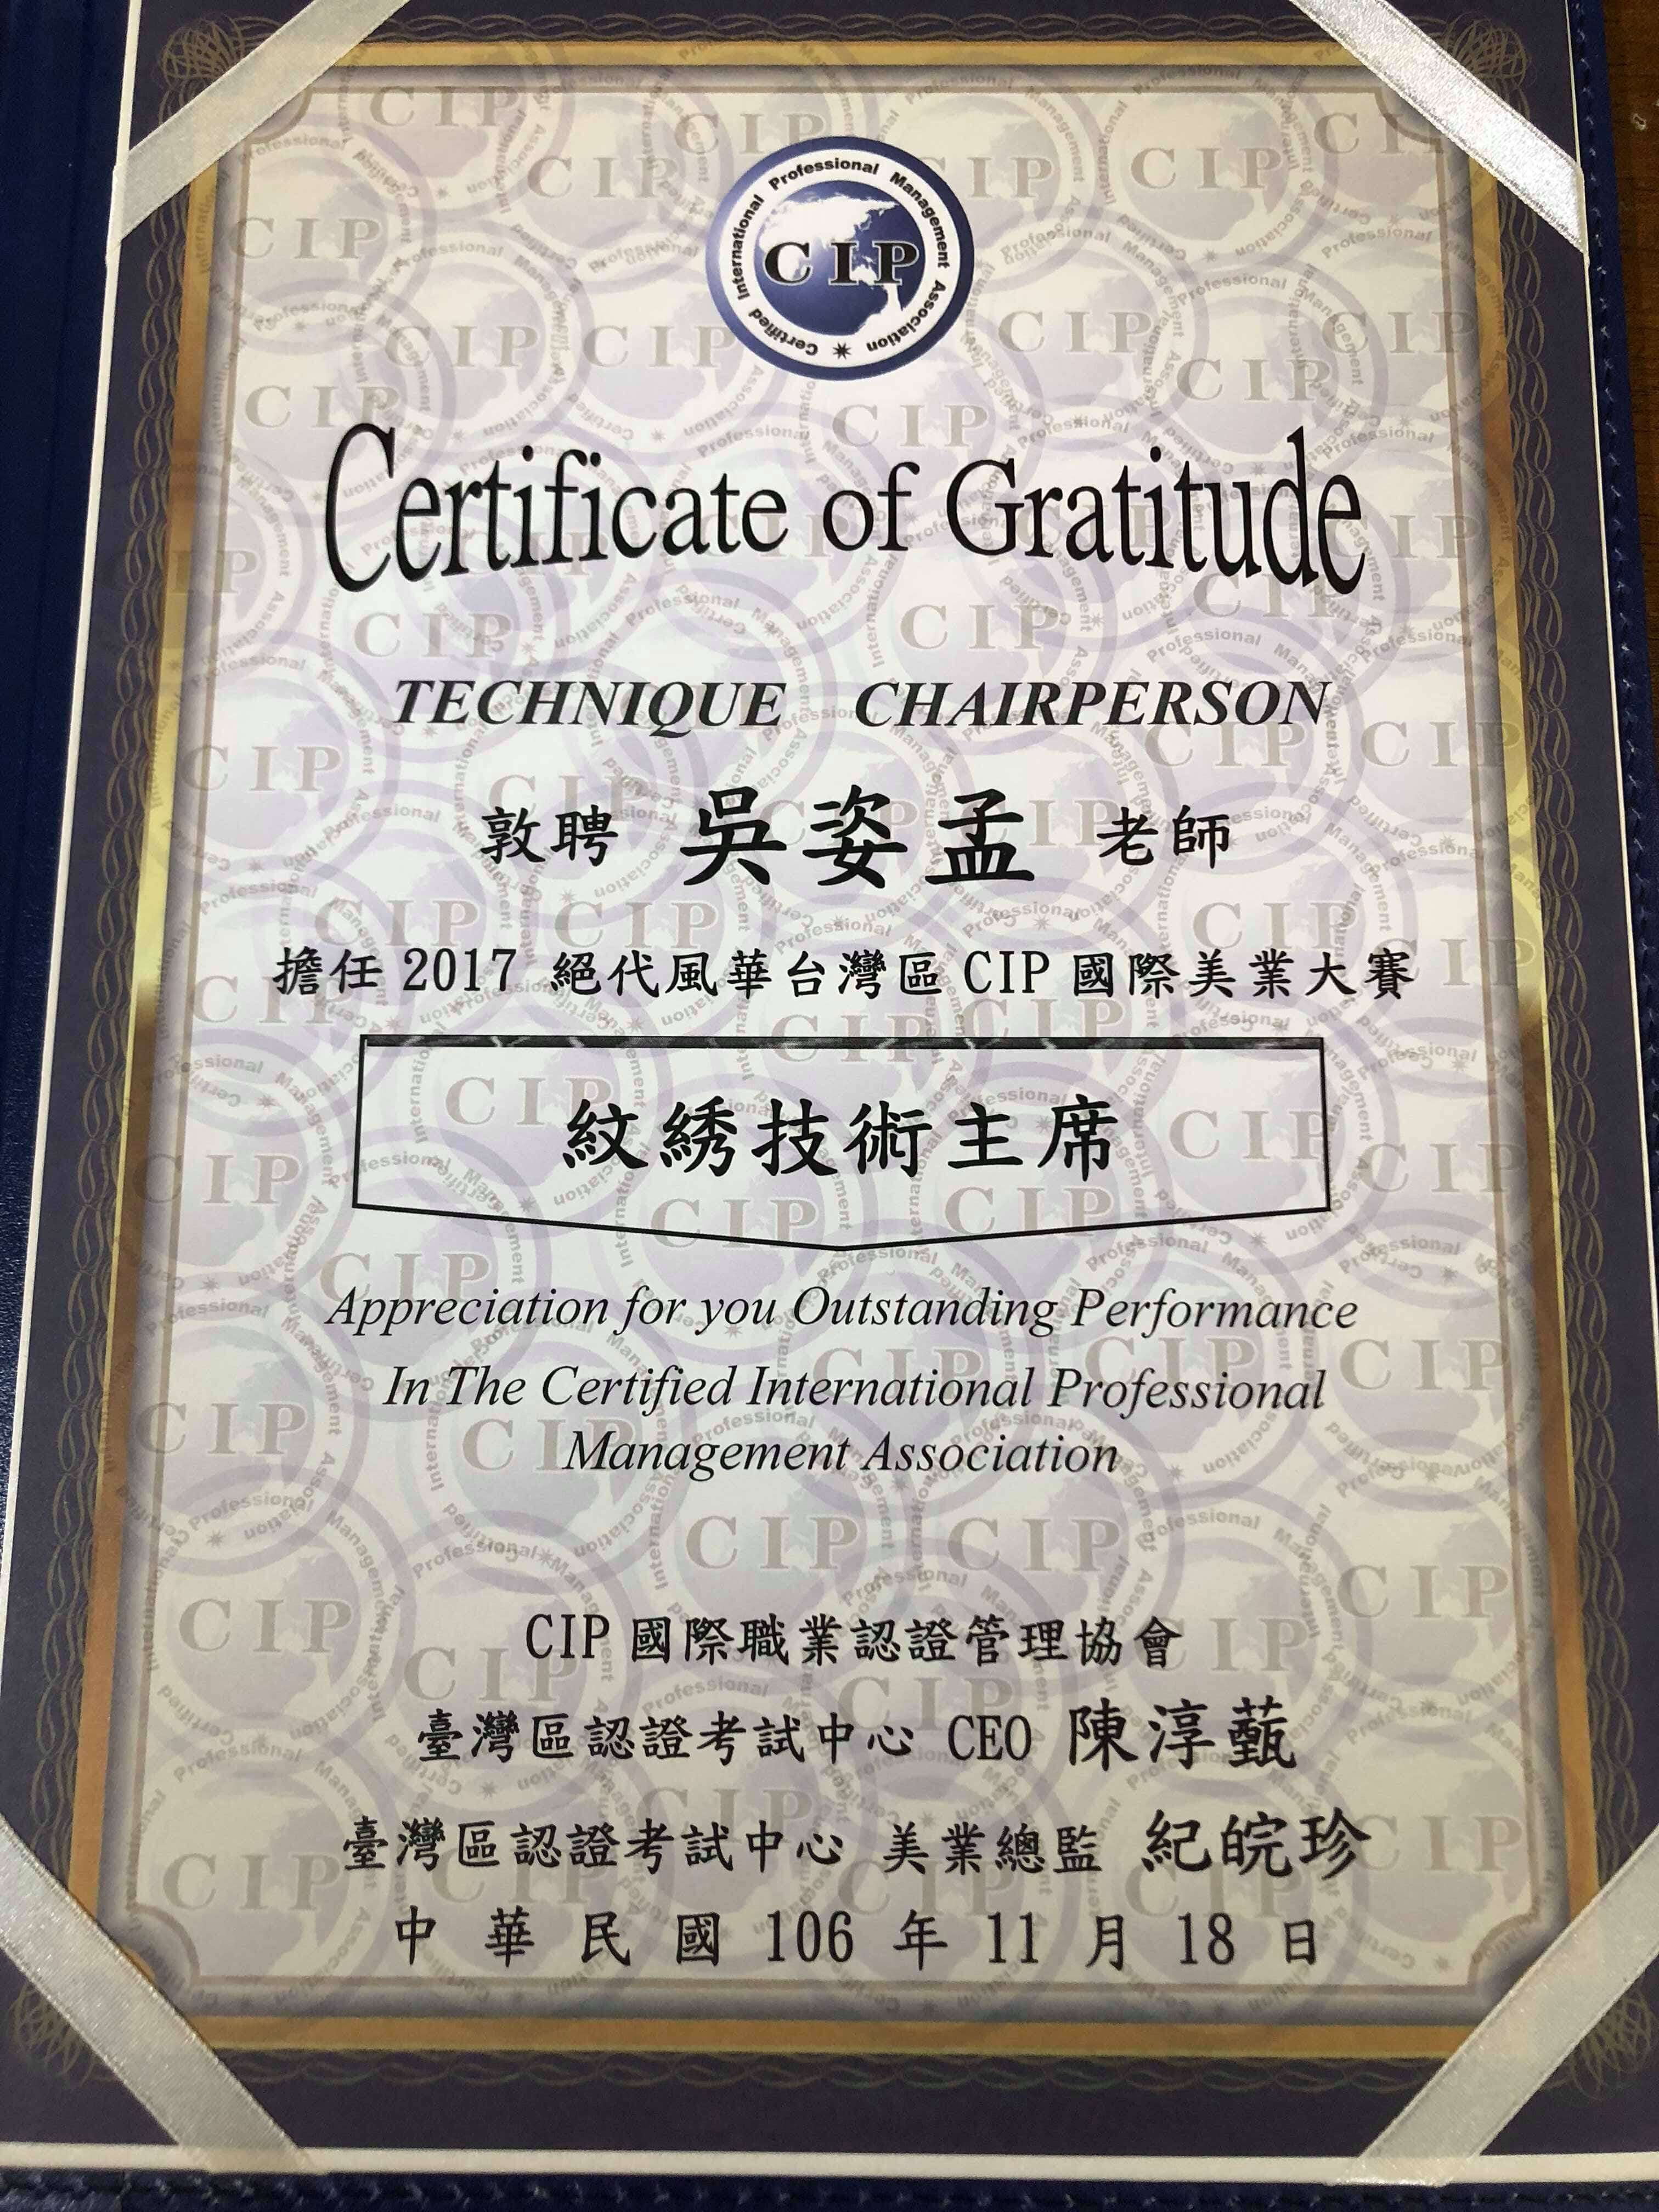 Certified International Professional Management Association
CIP
Certificate of Gratitude
TECHNIQUE CHAIRPERSON
敦聘 吳姿孟 老師
擔任 2017 絕代風華台灣區 CIP 國際美業大賽
紋綉技術主席
Appreciation for you Outstanding Performance
In The Certified International Professional
Management Association
CIP 國際職業認證管理協會
臺灣區認證考試中心 CEO 陳淳蓺
臺灣區認證考試中心 美業總監 紀皖珍
中 華 民 國 106 年 11 月 18 日